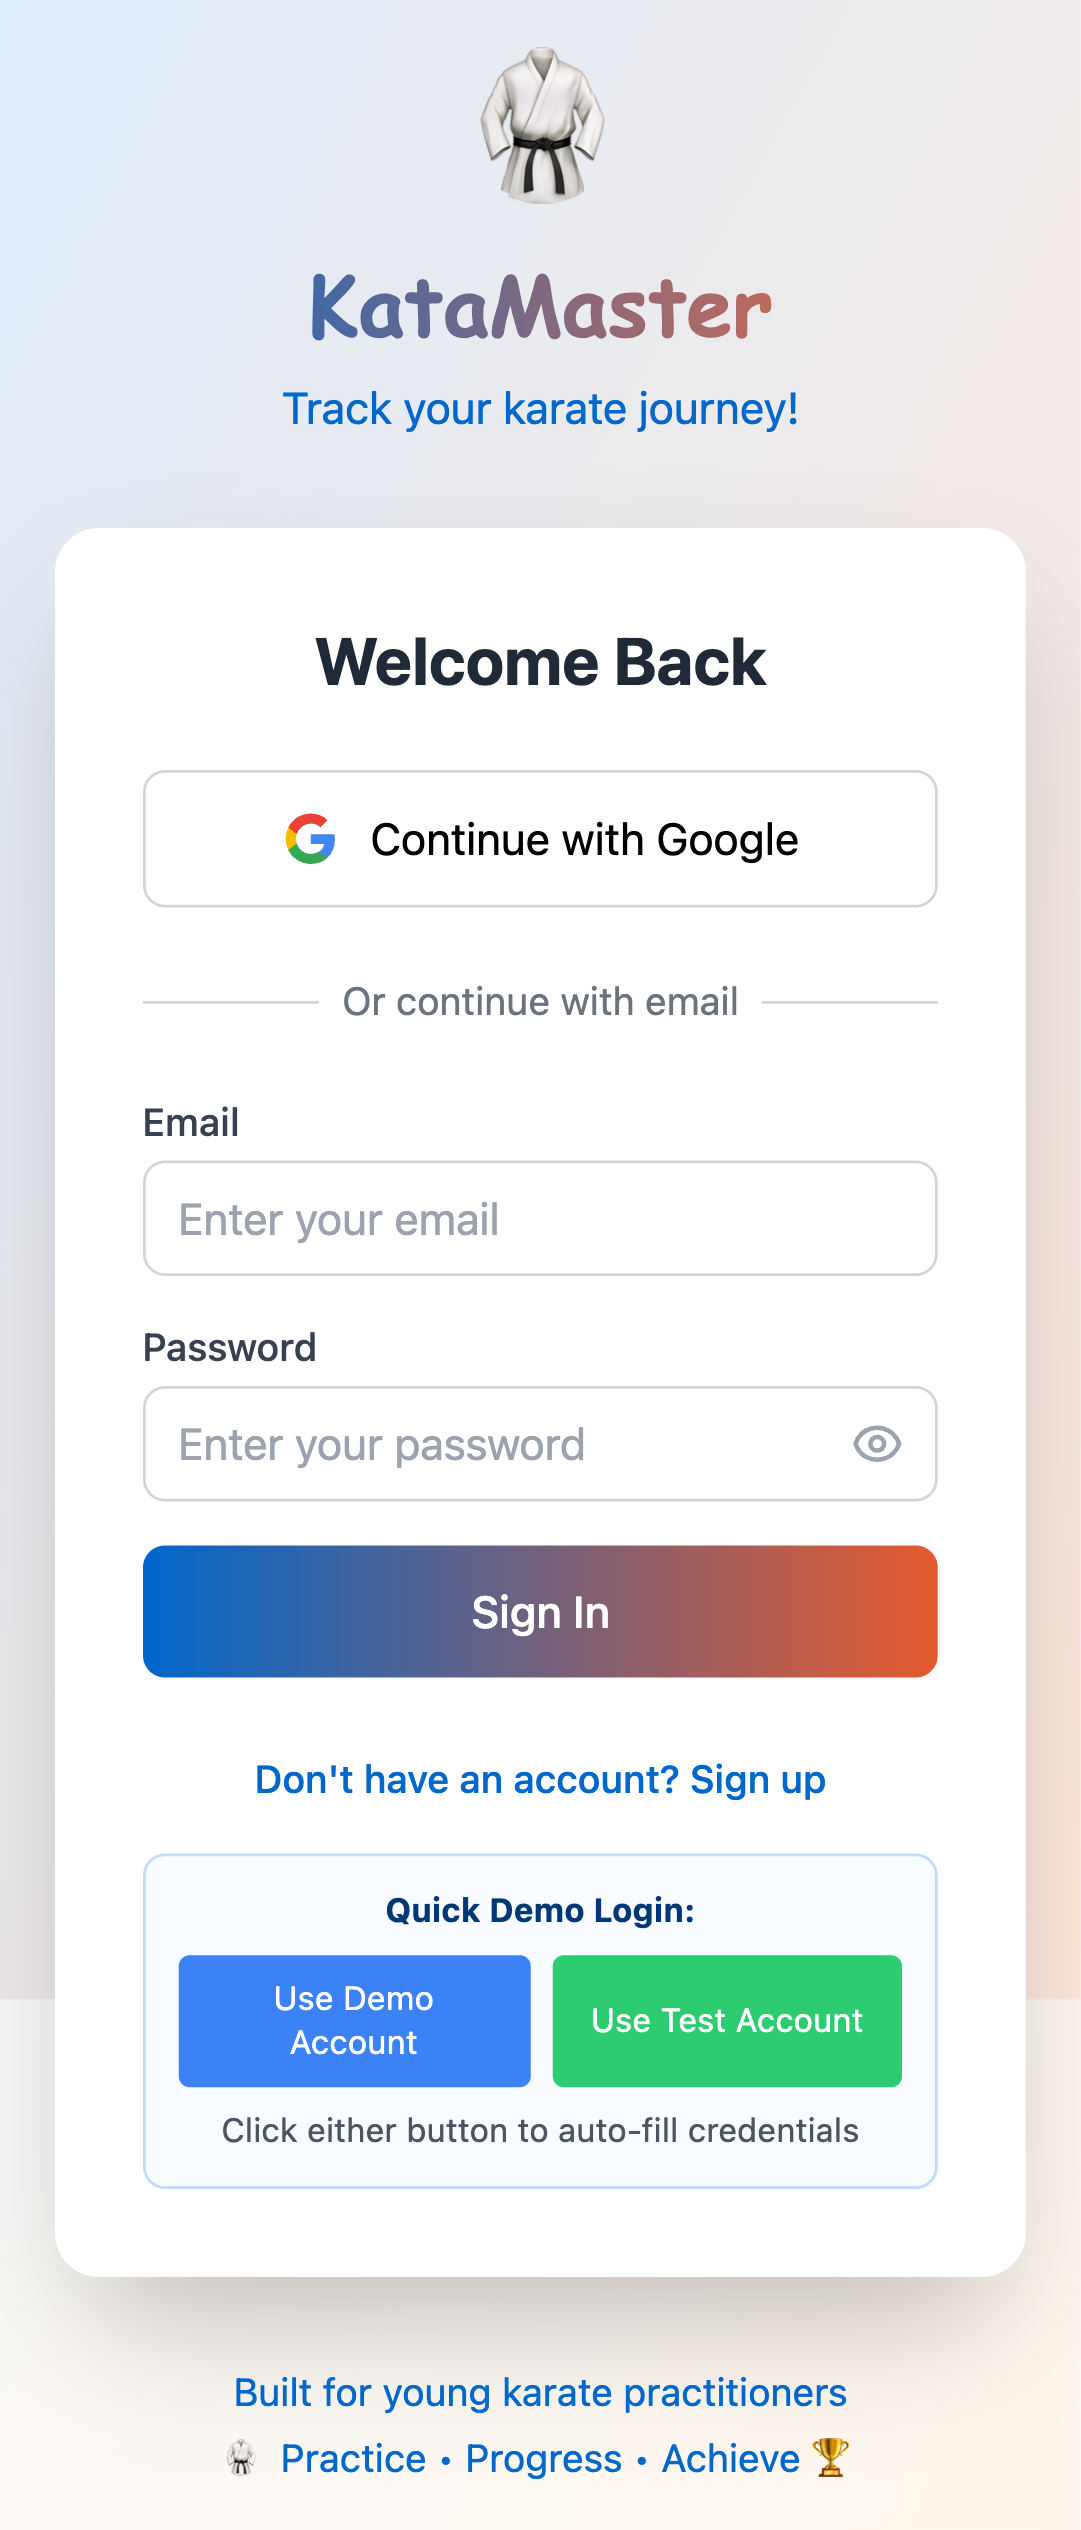 KataMaster
Track your karate journey!
Welcome Back
Continue with Google
Or continue with email
Email
Enter your email
Password
Enter your password
Sign In
Don't have an account? Sign up
Quick Demo Login:
Use Demo
Account
Use Test Account
Click either button to auto-fill credentials
Built for young karate practitioners
🥋 Practice • Progress • Achieve 🏆